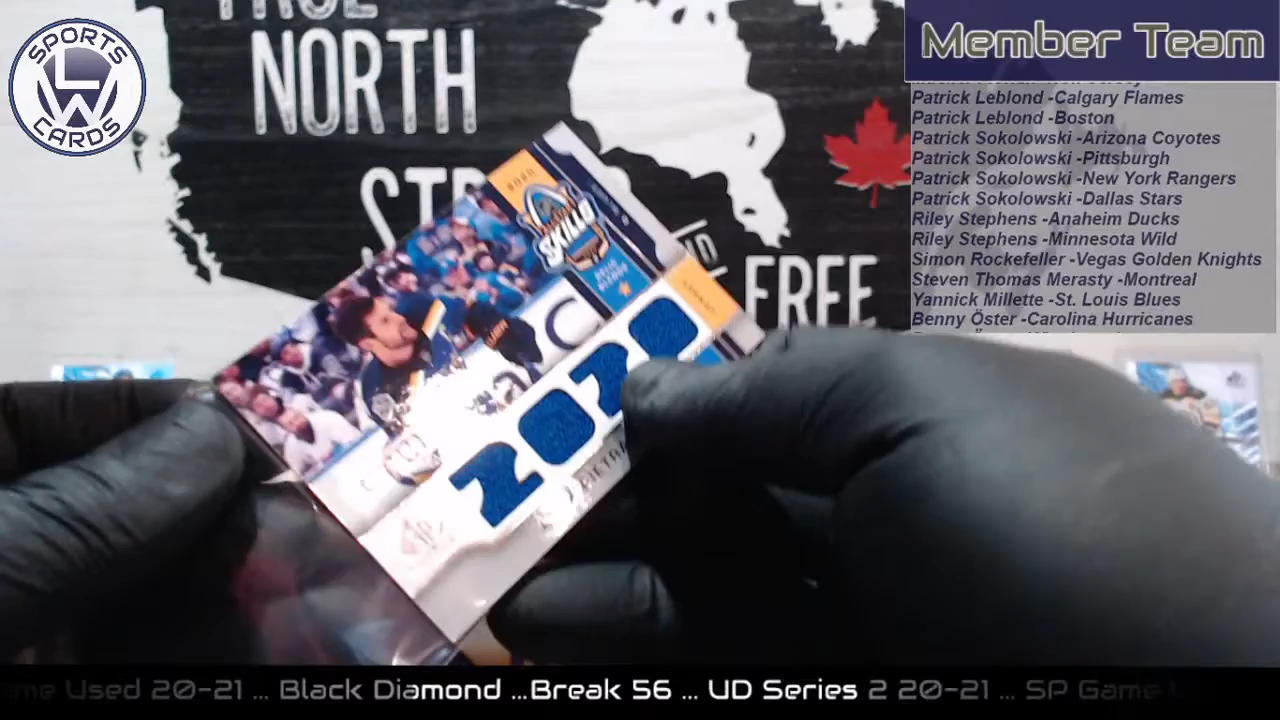 SPORTS
LW
CARDS
TRUE
NORTH
FREE
SKILLS
2020
Member Team
Patrick Leblond -Calgary Flames
Patrick Leblond -Boston
Patrick Sokolowski -Arizona Coyotes
Patrick Sokolowski -Pittsburgh
Patrick Sokolowski -New York Rangers
Patrick Sokolowski -Dallas Stars
Riley Stephens -Anaheim Ducks
Riley Stephens -Minnesota Wild
Simon Rockefeller -Vegas Golden Knights
Steven Thomas Merasty -Montreal
Yannick Millette -St. Louis Blues
Benny Öster -Carolina Hurricanes
me Used 20-21 ... Black Diamond ...Break 56 ... UD Series 2 20-21 ... SP Game